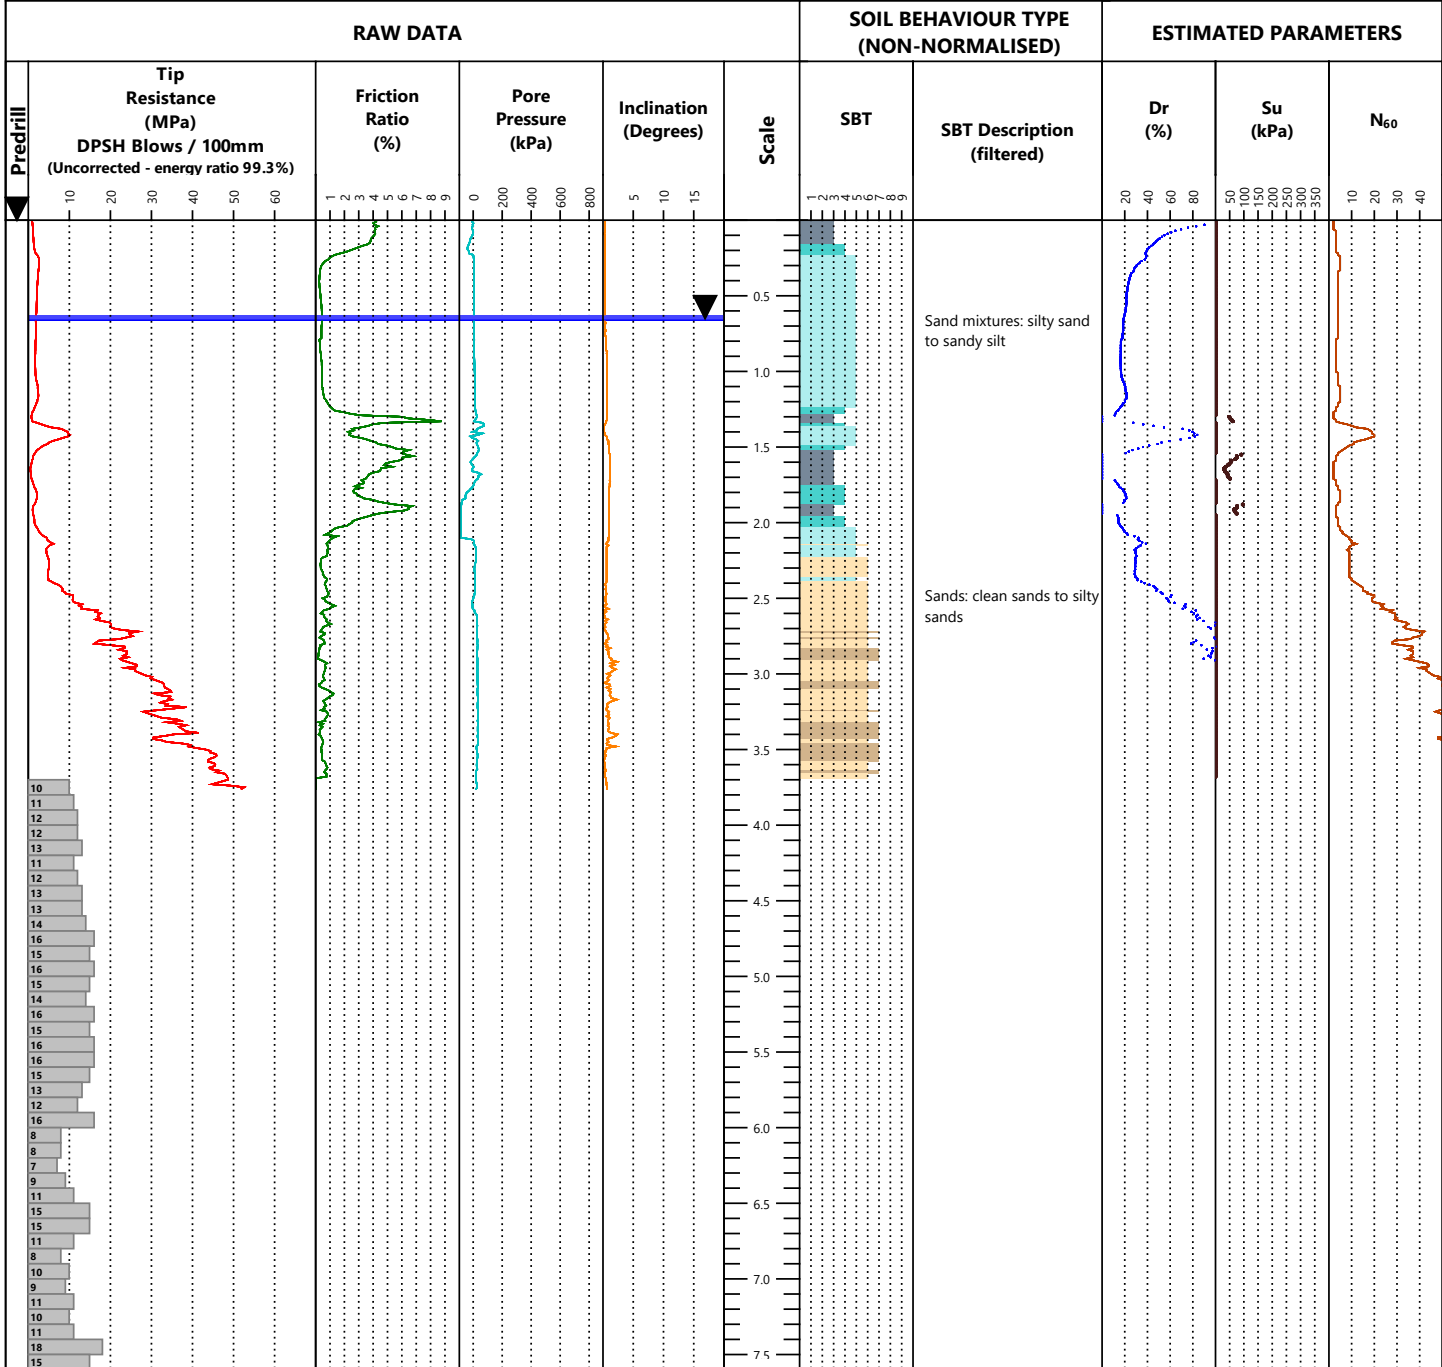 RAW DATA
SOIL BEHAVIOUR TYPE
(NON-NORMALISED)
ESTIMATED PARAMETERS
Predrill
Tip
Resistance
(MPa)
DPSH Blows / 100mm
(Uncorrected - energy ratio 99.3%)
10 20 30 40 50 60
Friction
Ratio
(%)
1 2 3 4 5 6 7 8 9
Pore
Pressure
(kPa)
0 200 400 600 800
Inclination
(Degrees)
5 10 15
Scale
SBT
1 2 3 4 5 6 7 8 9
SBT Description
(filtered)
Dr
(%)
20 40 60 80
Su
(kPa)
50 100 150 200 250 300 350
N60
10 20 30 40
0.5
Sand mixtures: silty sand
to sandy silt
1.0
1.5
2.0
2.5
Sands: clean sands to silty
sands
3.0
3.5
10
11
12
4.0
12
13
11
12
13
4.5
13
14
16
15
16
5.0
15
14
16
15
16
5.5
16
15
13
12
16
6.0
8
8
7
9
11
6.5
15
15
11
8
10
7.0
9
11
10
11
18
7.5
15